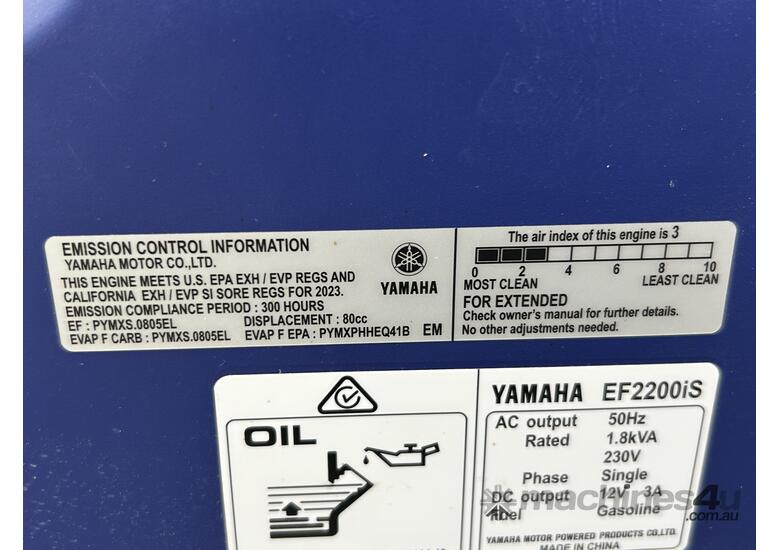 EMISSION CONTROL INFORMATION
YAMAHA MOTOR CO.,LTD.
THIS ENGINE MEETS U.S. EPA EXH / EVP REGS AND
CALIFORNIA EXH / EVP SI SORE REGS FOR 2023.
EMISSION COMPLIANCE PERIOD : 300 HOURS
EF : PYMXS.0805EL DISPLACEMENT : 80cc
EVAP F CARB : PYMXS.0805EL EVAP F EPA : PYMXPHHEQ41B EM
YAMAHA
The air index of this engine is 3
0 2 4 6 8 10
MOST CLEAN LEAST CLEAN
FOR EXTENDED
Check owner's manual for further details.
No other adjustments needed.
OIL
YAMAHA EF2200iS
AC output 50Hz
Rated 1.8kVA
230V
Phase Single
DC output 12V 3A
fuel Gasoline
YAMAHA MOTOR POWERED PRODUCTS CO.,LTD.
MADE IN CHINA
machines4u
.com.au